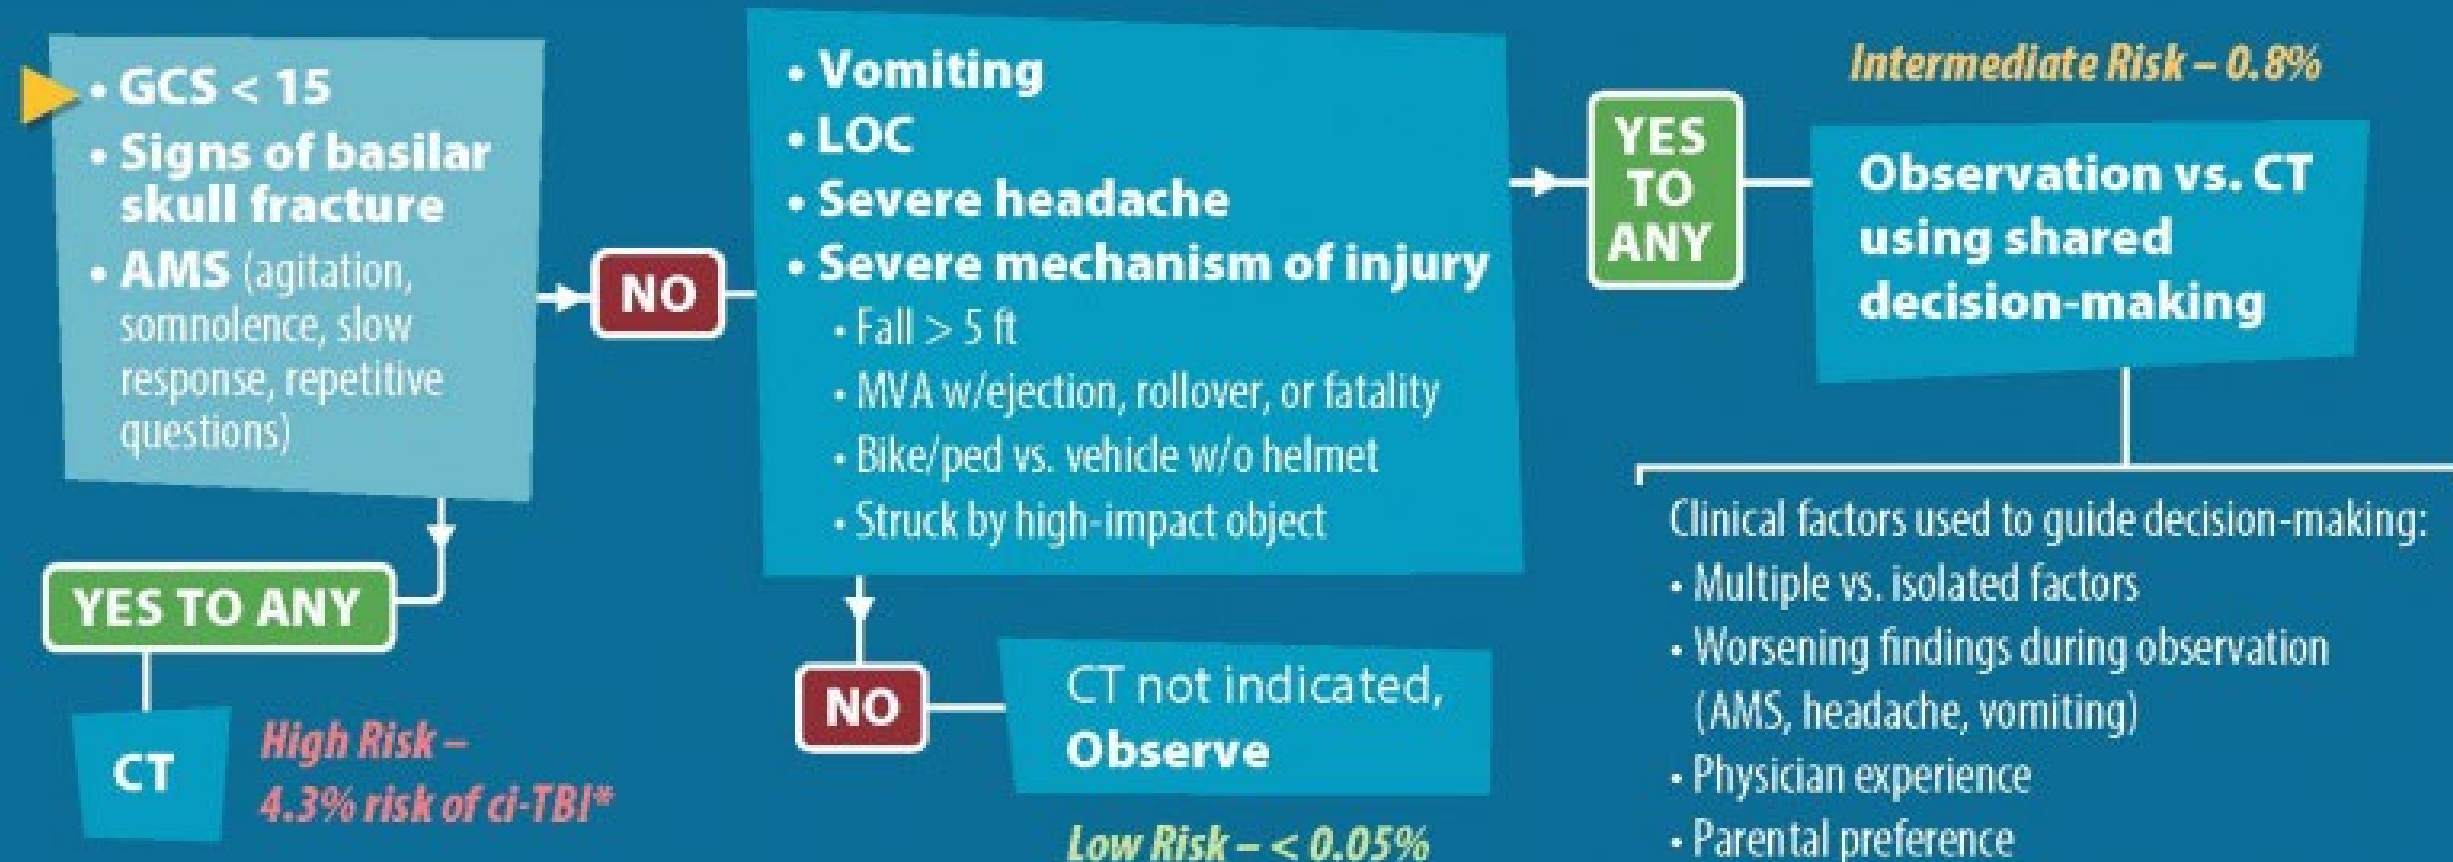 • GCS < 15
• Signs of basilar
skull fracture
• AMS (agitation,
somnolence, slow
response, repetitive
questions)
YES TO ANY
CT
High Risk –
4.3% risk of ci-TBI*
NO
• Vomiting
• LOC
• Severe headache
• Severe mechanism of injury
• Fall > 5 ft
• MVA w/ejection, rollover, or fatality
• Bike/ped vs. vehicle w/o helmet
• Struck by high-impact object
NO
CT not indicated,
Observe
Low Risk – < 0.05%
YES
TO
ANY
Intermediate Risk – 0.8%
Observation vs. CT
using shared
decision-making
Clinical factors used to guide decision-making:
• Multiple vs. isolated factors
• Worsening findings during observation
(AMS, headache, vomiting)
• Physician experience
• Parental preference